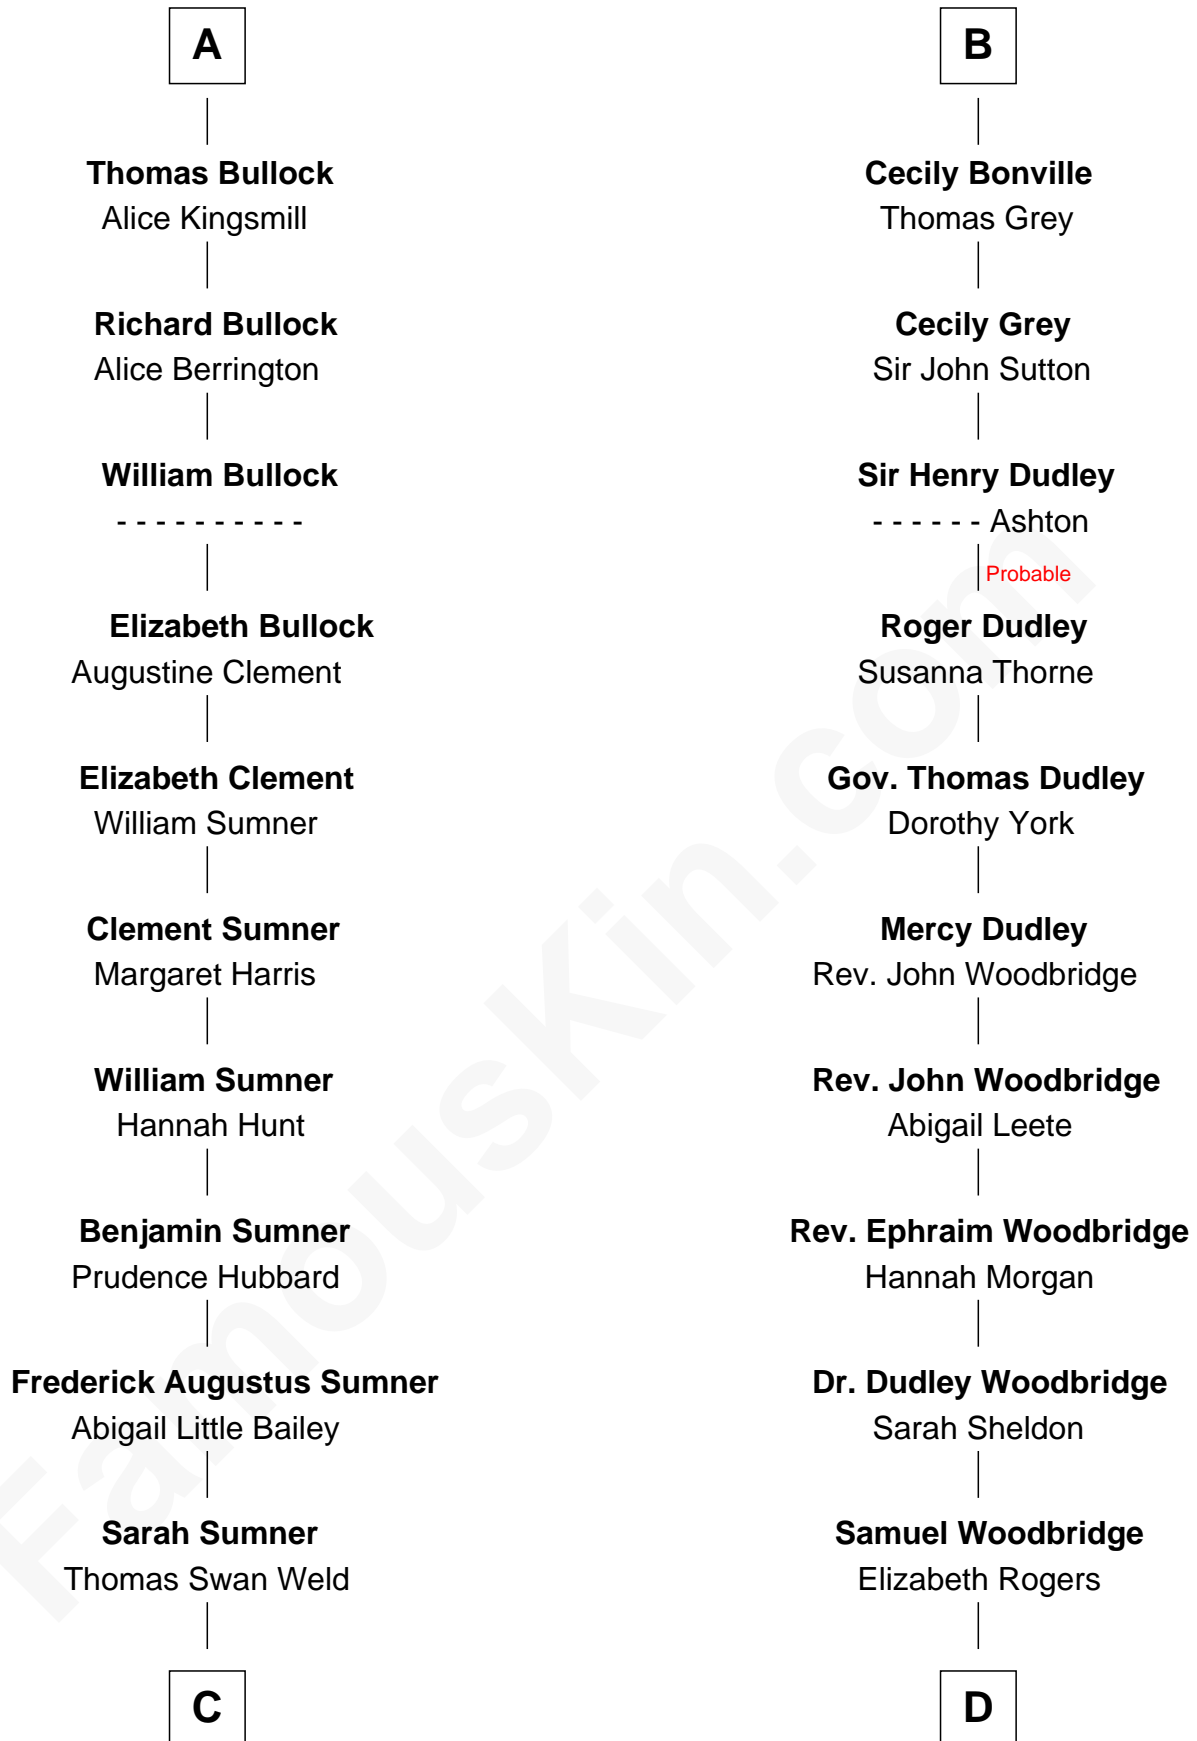 A
Thomas Bullock
Alice Kingsmill
Richard Bullock
Alice Berrington
William Bullock
- - - - - - - - - -
Elizabeth Bullock
Augustine Clement
Elizabeth Clement
William Sumner
Clement Sumner
Margaret Harris
William Sumner
Hannah Hunt
Benjamin Sumner
Prudence Hubbard
Frederick Augustus Sumner
Abigail Little Bailey
Sarah Sumner
Thomas Swan Weld
C
B
Cecily Bonville
Thomas Grey
Cecily Grey
Sir John Sutton
Sir Henry Dudley
- - - - - - Ashton
Probable
Roger Dudley
Susanna Thorne
Gov. Thomas Dudley
Dorothy York
Mercy Dudley
Rev. John Woodbridge
Rev. John Woodbridge
Abigail Leete
Rev. Ephraim Woodbridge
Hannah Morgan
Dr. Dudley Woodbridge
Sarah Sheldon
Samuel Woodbridge
Elizabeth Rogers
D
FamousKin.com